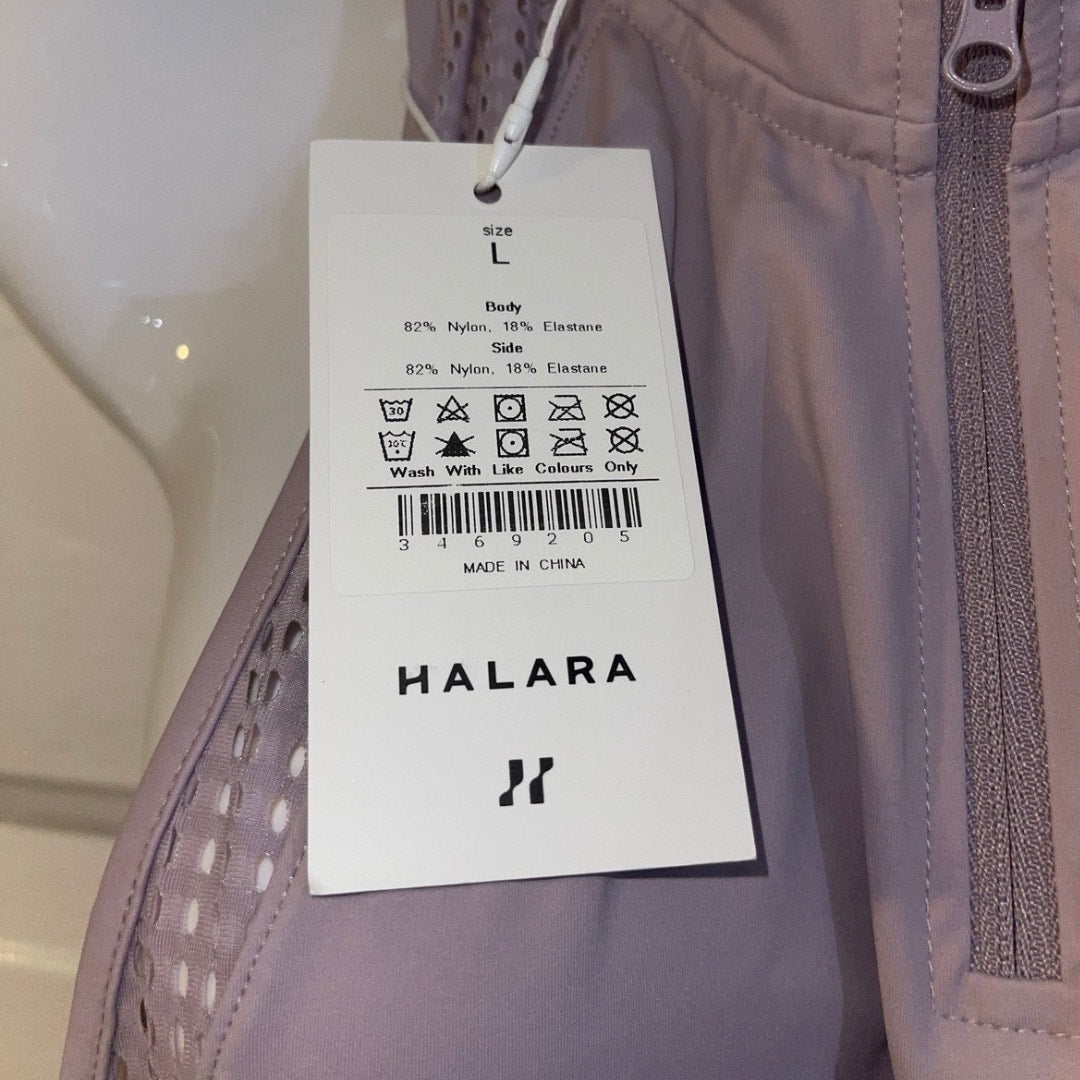 size
L
Body
82% Nylon, 18% Elastane
Side
82% Nylon, 18% Elastane
30
30℃
Wash With Like Colours Only
3 4 6 9 2 0 5
MADE IN CHINA
HALARA